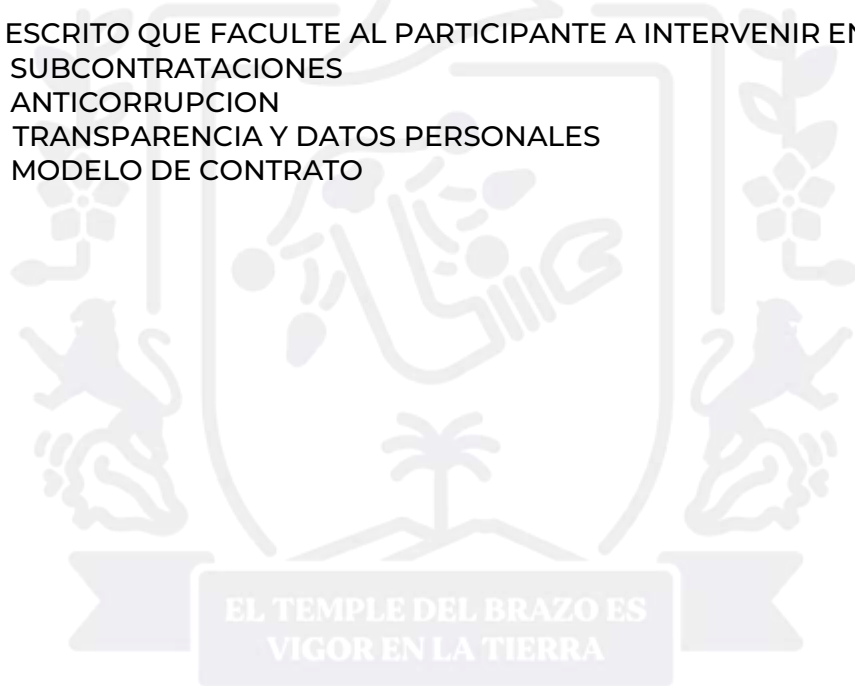 ESCRITO QUE FACULTE AL PARTICIPANTE A INTERVENIR EN
SUBCONTRATACIONES
ANTICORRUPCION
TRANSPARENCIA Y DATOS PERSONALES
MODELO DE CONTRATO
EL TEMPLE DEL BRAZO ES
VIGOR EN LA TIERRA